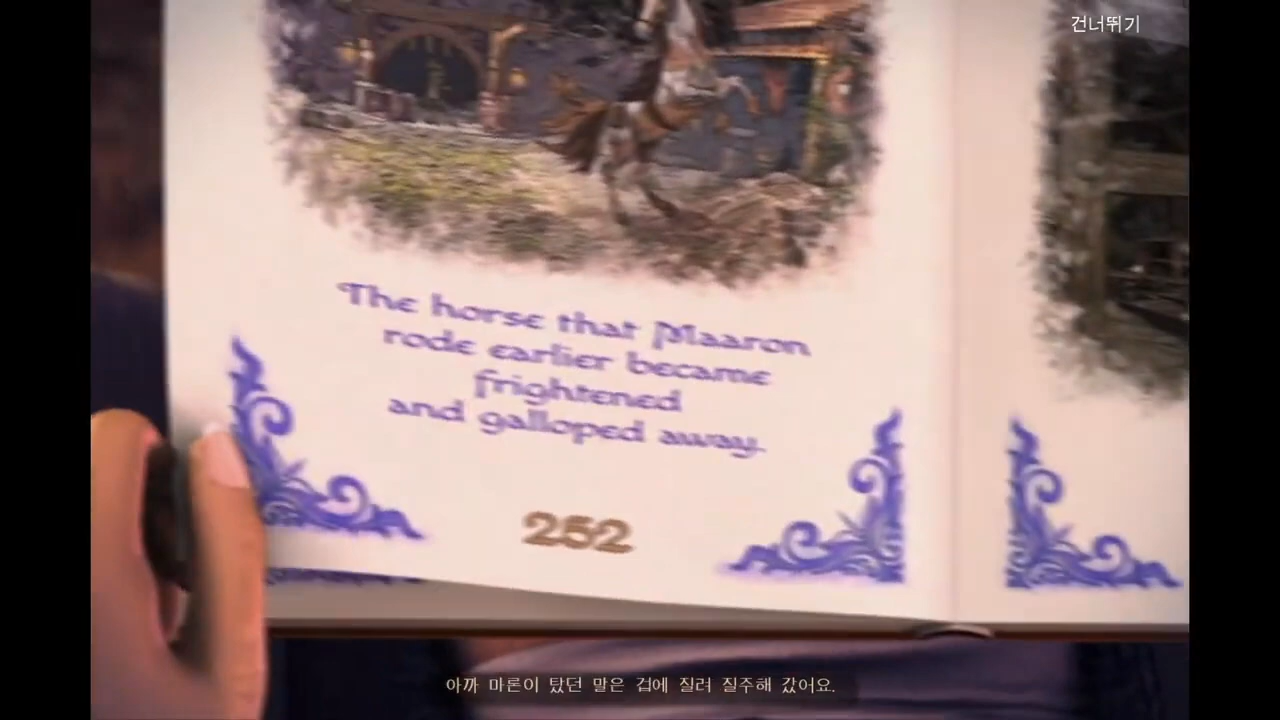 건너뛰기
The horse that Maaron
rode earlier became
frightened
and galloped away.
252
아까 마론이 탔던 말은 겁에 질려 질주해 갔어요.